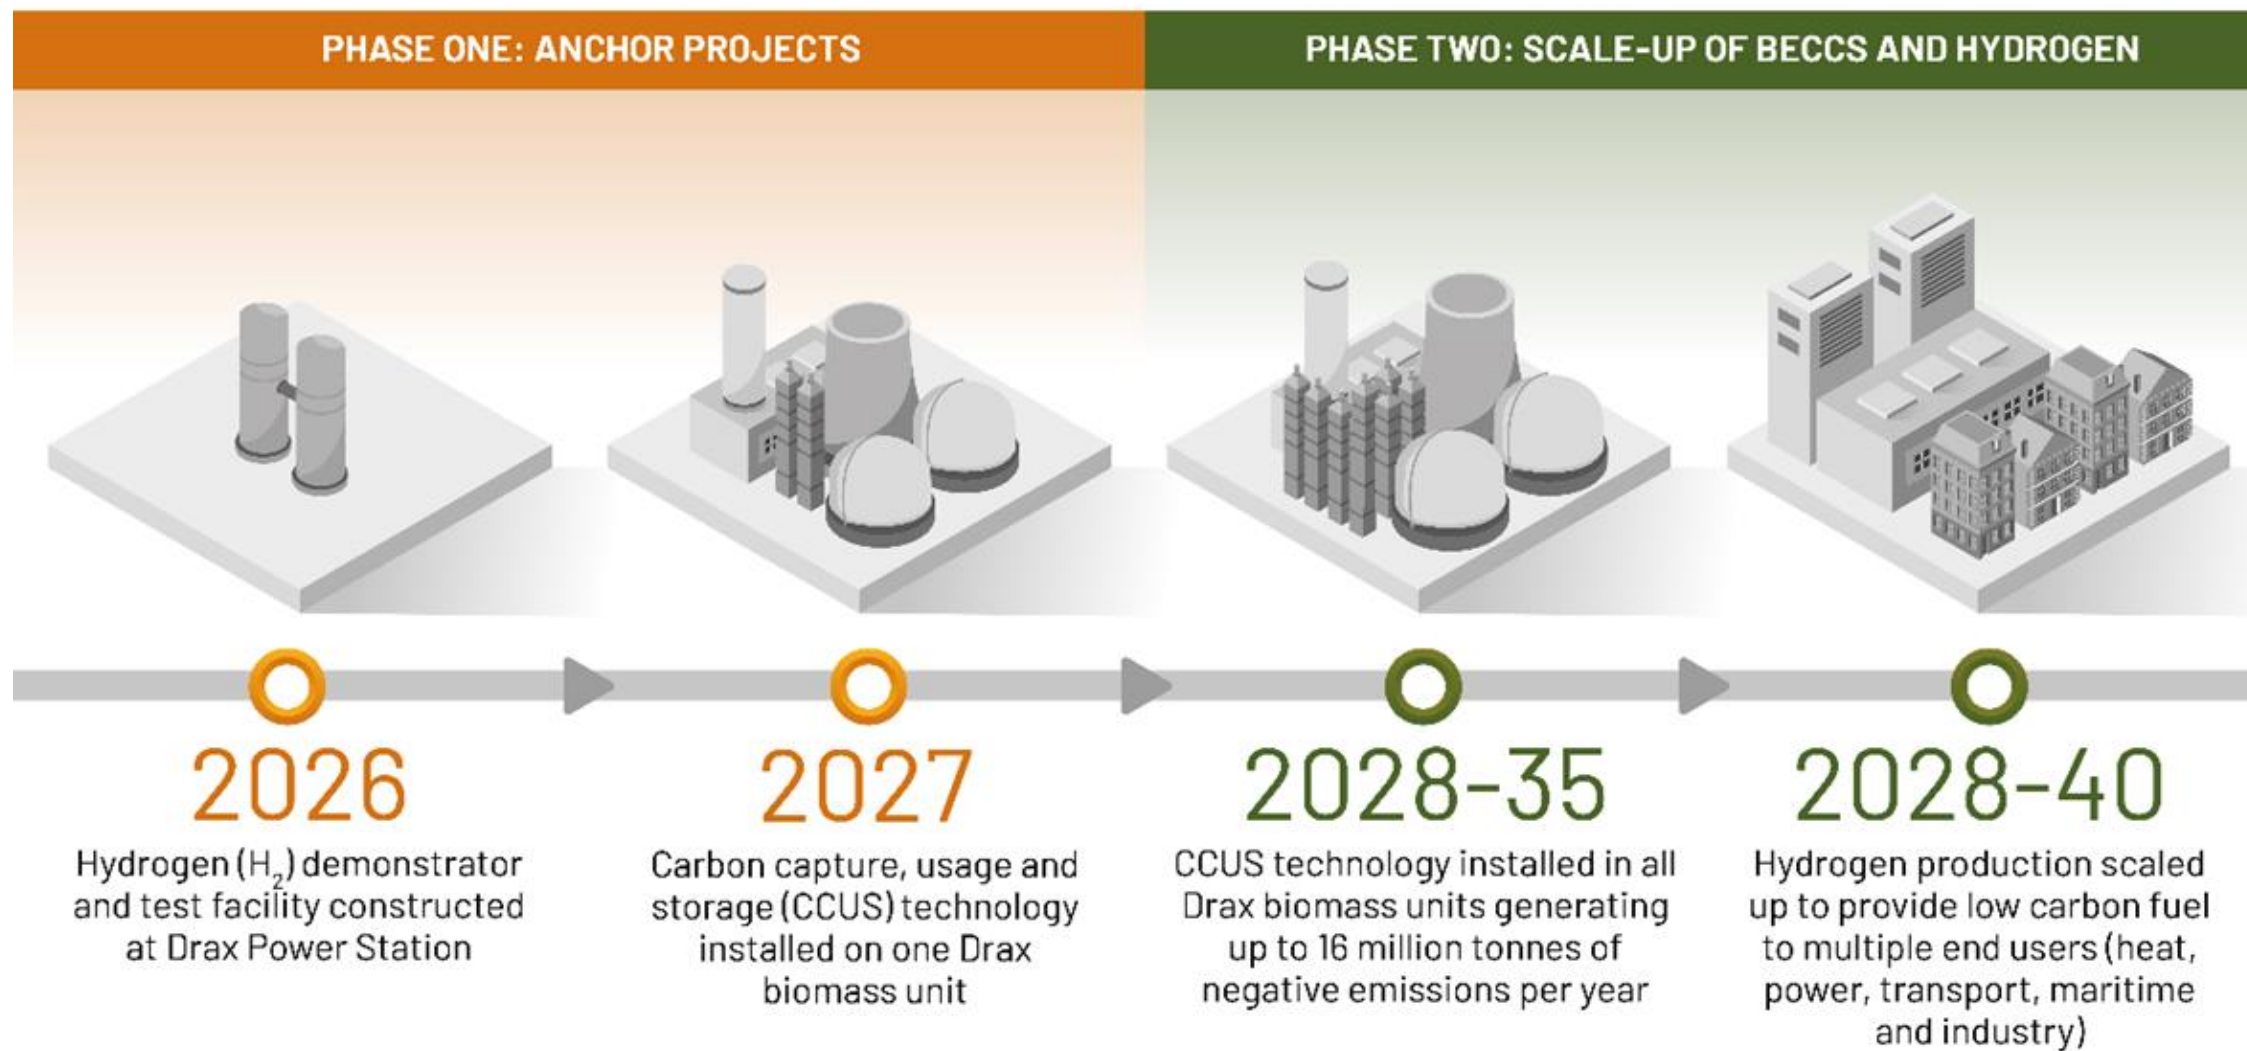 PHASE ONE: ANCHOR PROJECTS
PHASE TWO: SCALE-UP OF BECCS AND HYDROGEN
2026
Hydrogen (H₂) demonstrator
and test facility constructed
at Drax Power Station
2027
Carbon capture, usage and
storage (CCUS) technology
installed on one Drax
biomass unit
2028-35
CCUS technology installed in all
Drax biomass units generating
up to 16 million tonnes of
negative emissions per year
2028-40
Hydrogen production scaled
up to provide low carbon fuel
to multiple end users (heat,
power, transport, maritime
and industry)